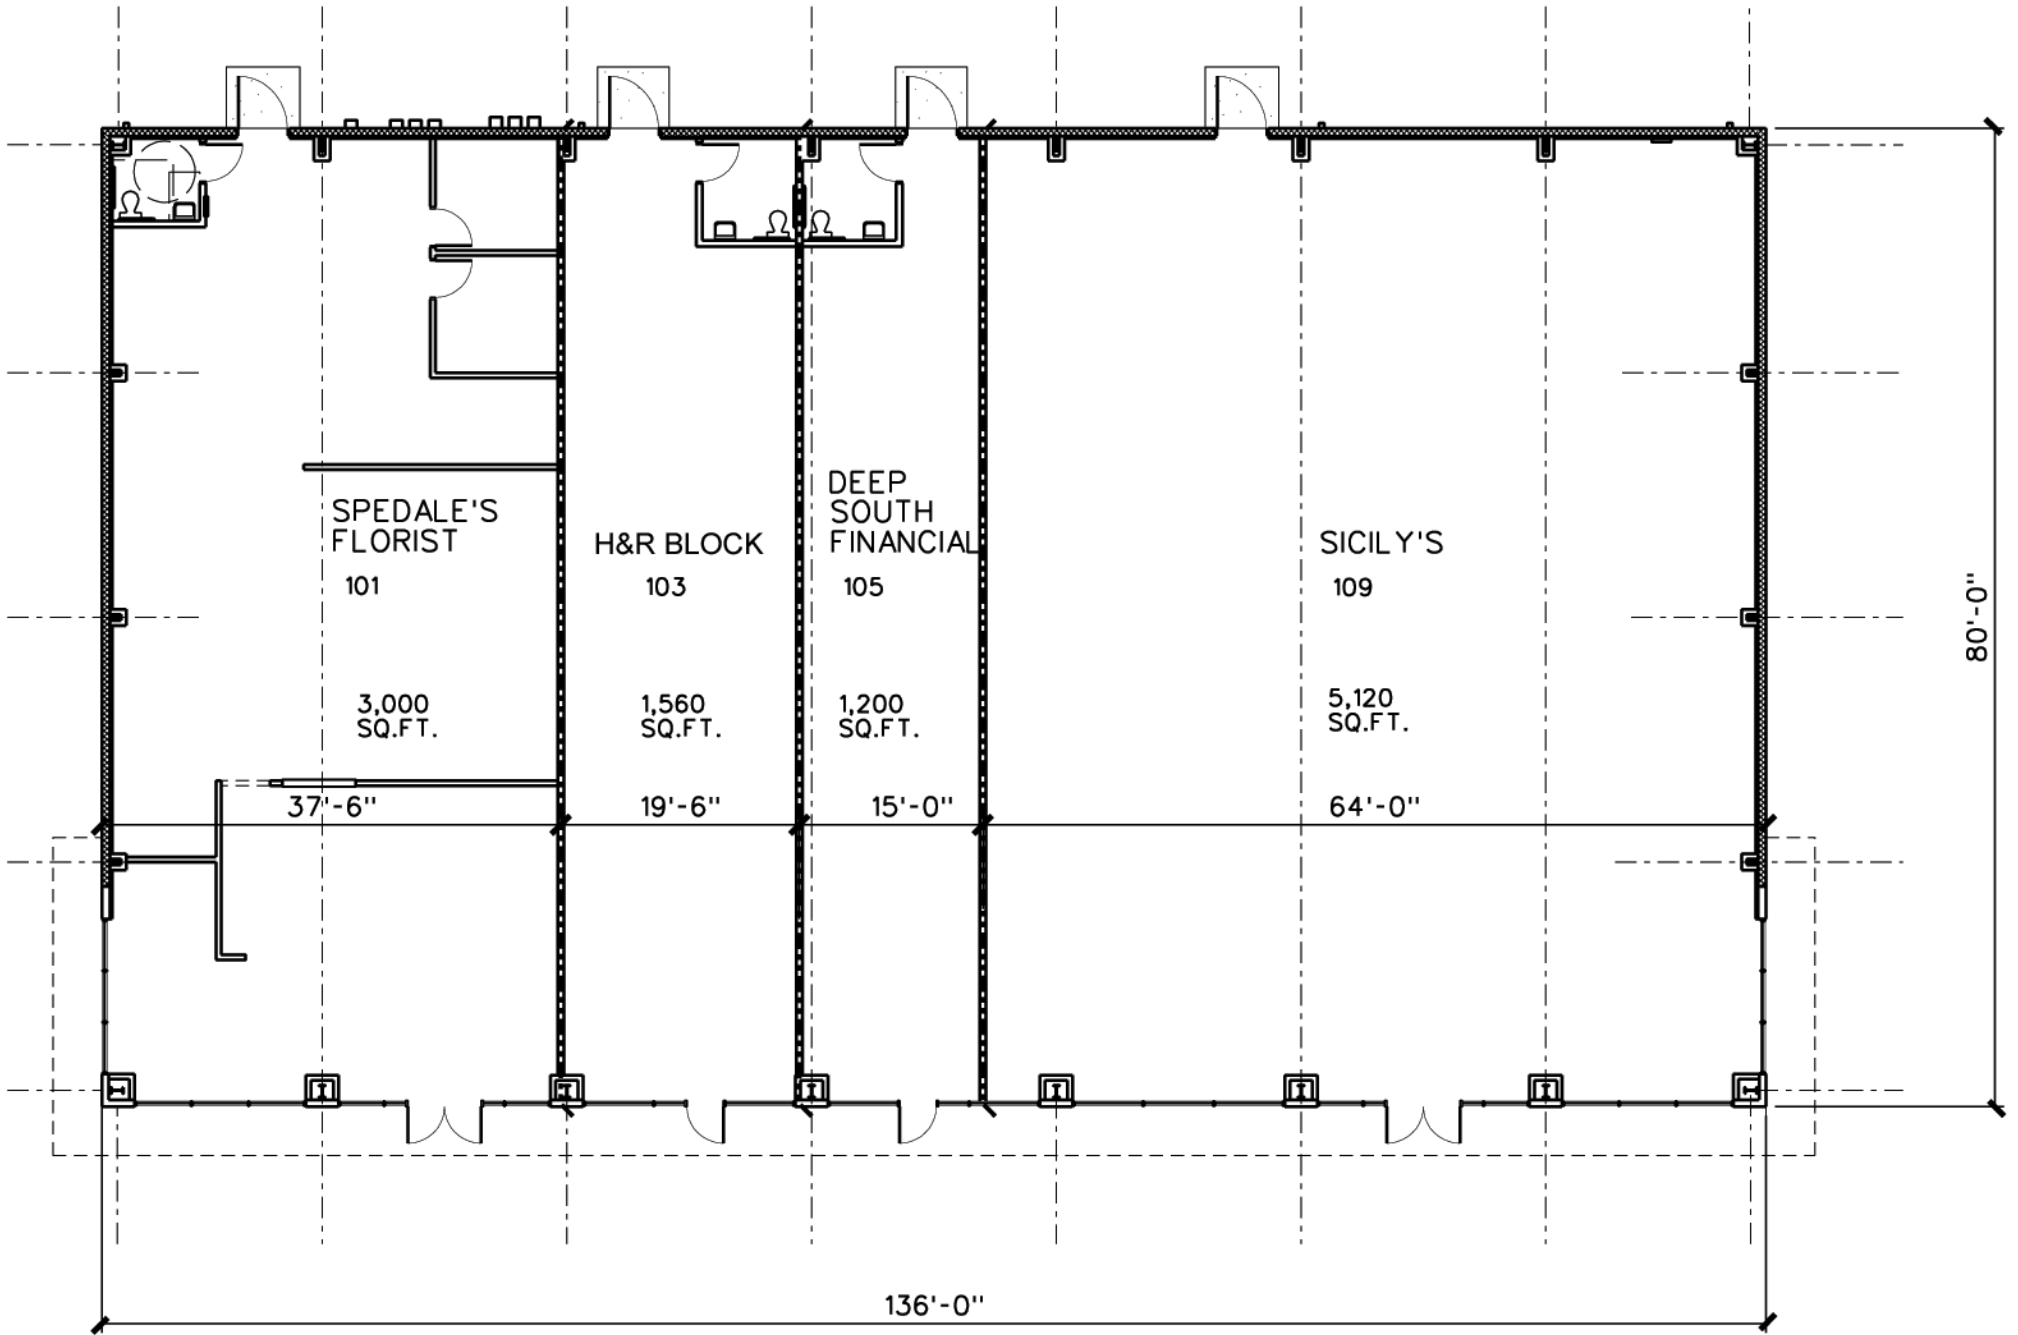 SPEDALE'S
FLORIST
101
3,000
SQ.FT.
37'-6"
H&R BLOCK
103
1,560
SQ.FT.
19'-6"
DEEP
SOUTH
FINANCIAL
105
1,200
SQ.FT.
15'-0"
SICILY'S
109
5,120
SQ.FT.
64'-0"
80'-0"
136'-0"